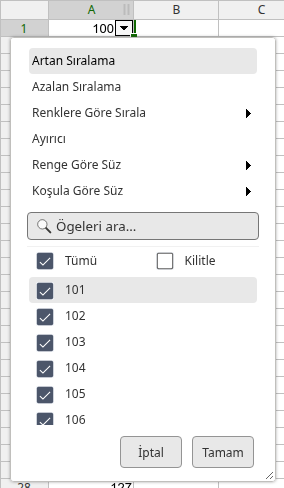 A B C
1 100
Artan Sıralama
Azalan Sıralama
Renklere Göre Sırala
Ayırıcı
Renge Göre Süz
Koşula Göre Süz
Ögeleri ara...
Tümü Kilitle
101
102
103
104
105
106
İptal Tamam
28 127